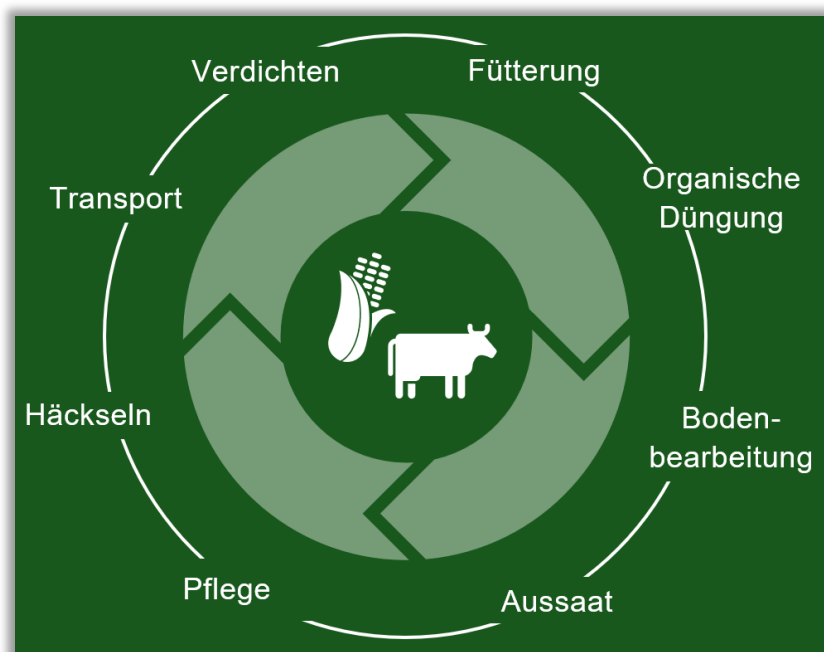 Verdichten
Fütterung
Transport
Organische
Düngung
Häckseln
Boden-
bearbeitung
Pflege
Aussaat